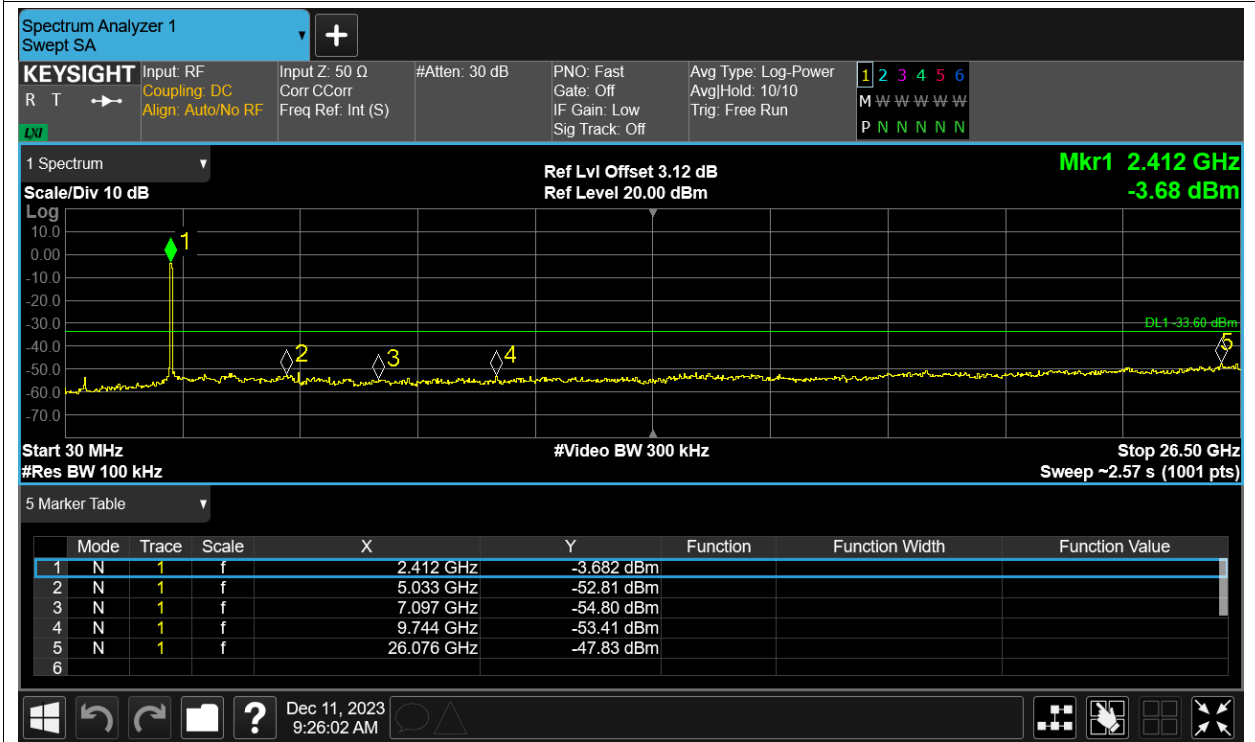 Spectrum Analyzer 1
Swept SA
+
KEYSIGHT
R T
LXI
Input: RF
Coupling: DC
Align: Auto/No RF
Input Z: 50 Ω
Corr CCorr
Freq Ref: Int (S)
#Atten: 30 dB
PNO: Fast
Gate: Off
IF Gain: Low
Sig Track: Off
Avg Type: Log-Power
Avg|Hold: 10/10
Trig: Free Run
1 2 3 4 5 6
M W W W W W
P N N N N N
1 Spectrum
Scale/Div 10 dB
Ref Lvl Offset 3.12 dB
Ref Level 20.00 dBm
Mkr1 2.412 GHz
-3.68 dBm
Log
10.0
0.00
-10.0
-20.0
-30.0
-40.0
-50.0
-60.0
-70.0
1
2
3
4
5
DL1 -33.60 dBm
Start 30 MHz
#Res BW 100 kHz
#Video BW 300 kHz
Stop 26.50 GHz
Sweep ~2.57 s (1001 pts)
5 Marker Table
Mode Trace Scale X Y Function Function Width Function Value
1 N 1 f 2.412 GHz -3.682 dBm
2 N 1 f 5.033 GHz -52.81 dBm
3 N 1 f 7.097 GHz -54.80 dBm
4 N 1 f 9.744 GHz -53.41 dBm
5 N 1 f 26.076 GHz -47.83 dBm
6
?
Dec 11, 2023
9:26:02 AM